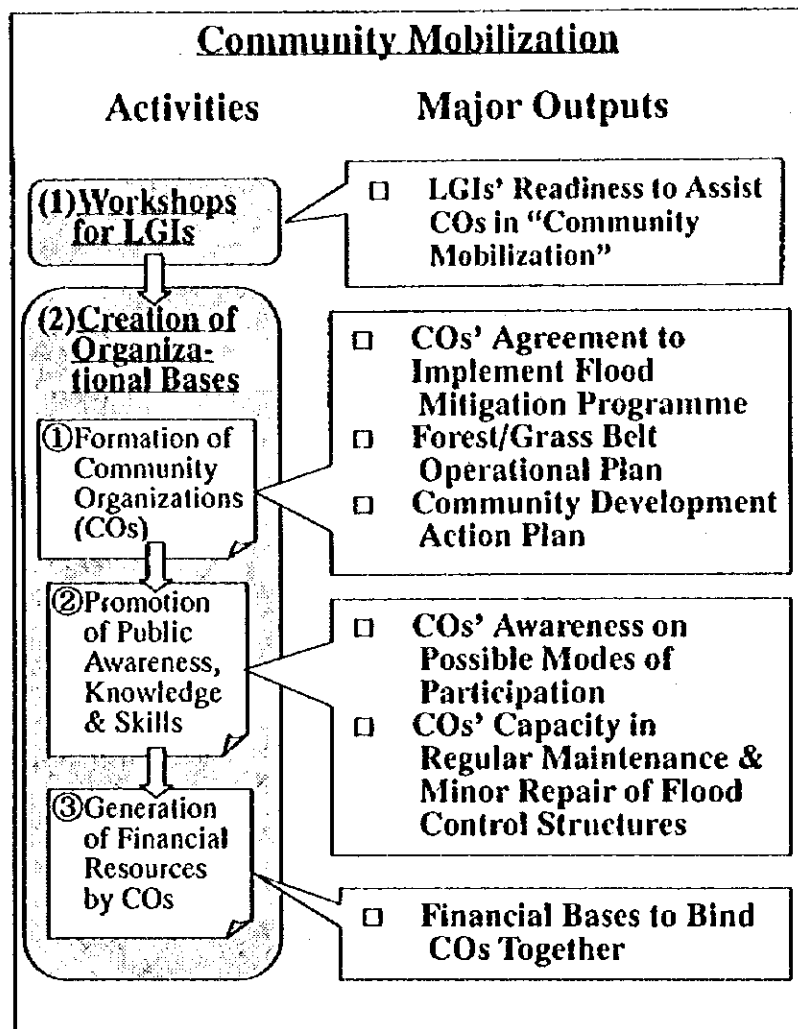 Community Mobilization
Activities
Major Outputs
(1)Workshops
for LGIs
□ LGIs' Readiness to Assist
COs in "Community
Mobilization"
(2)Creation of
Organiza-
tional Bases
①Formation of
Community
Organizations
(COs)
□ COs' Agreement to
Implement Flood
Mitigation Programme
□ Forest/Grass Belt
Operational Plan
□ Community Development
Action Plan
②Promotion
of Public
Awareness,
Knowledge
& Skills
□ COs' Awareness on
Possible Modes of
Participation
□ COs' Capacity in
Regular Maintenance &
Minor Repair of Flood
Control Structures
③Generation
of Financial
Resources
by COs
□ Financial Bases to Bind
COs Together